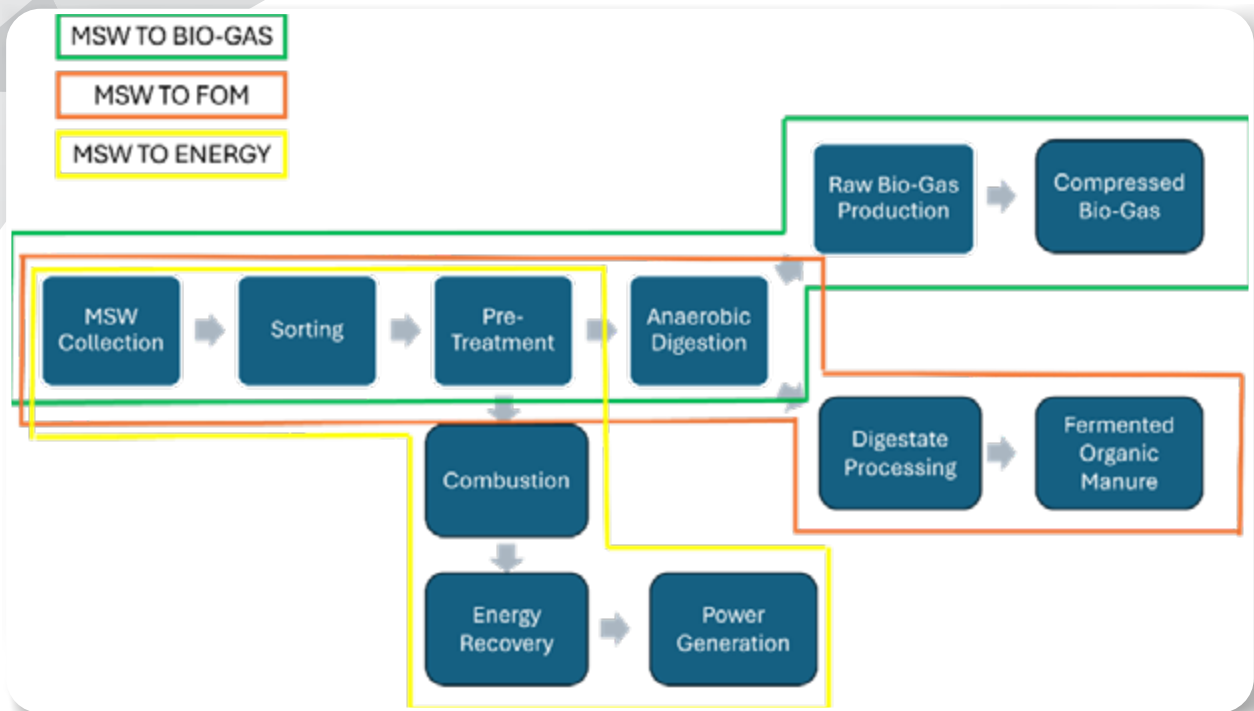 MSW TO BIO-GAS
MSW TO FOM
MSW TO ENERGY
Raw Bio-Gas
Production
Compressed
Bio-Gas
MSW
Collection
Sorting
Pre-
Treatment
Anaerobic
Digestion
Digestate
Processing
Fermented
Organic
Manure
Combustion
Energy
Recovery
Power
Generation